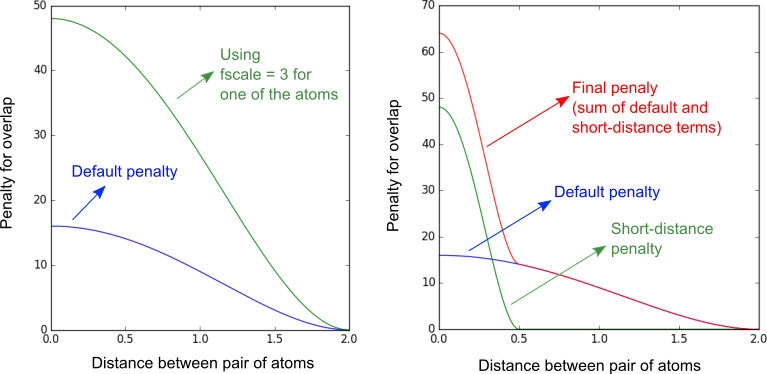 50
40
30
20
10
0
0.0 0.5 1.0 1.5 2.0
Penalty for overlap
Distance between pair of atoms
Using
fscale = 3 for
one of the atoms
Default penalty
70
60
50
40
30
20
10
0
0.0 0.5 1.0 1.5 2.0
Penalty for overlap
Distance between pair of atoms
Final penaly
(sum of default and
short-distance terms)
Default penalty
Short-distance
penalty